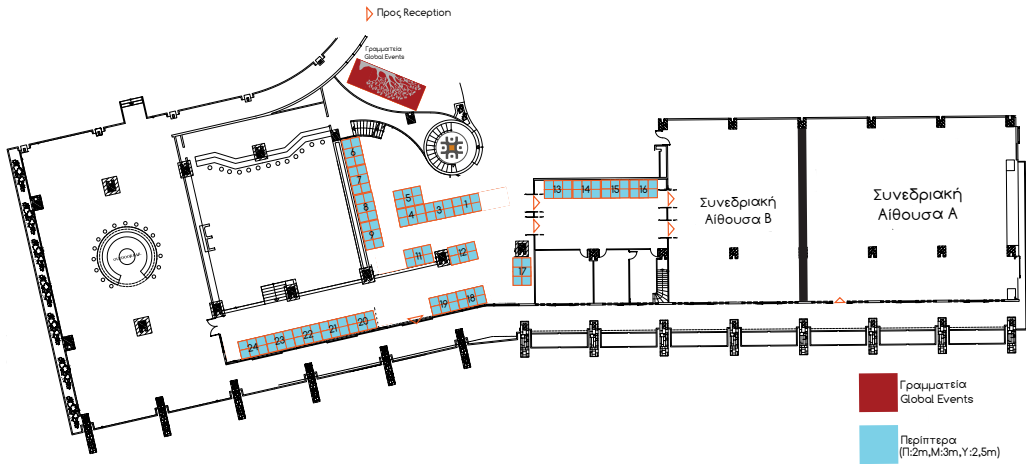 Προς Reception
Γραμματεία
Global Events
6
7
8
9
5
4
3
1
11
12
13
14
15
16
17
18
19
20
21
22
23
24
Συνεδριακή
Αίθουσα Β
Συνεδριακή
Αίθουσα Α
Γραμματεία
Global Events
Περίπτερα
(Π:2m,Μ:3m,Υ:2,5m)